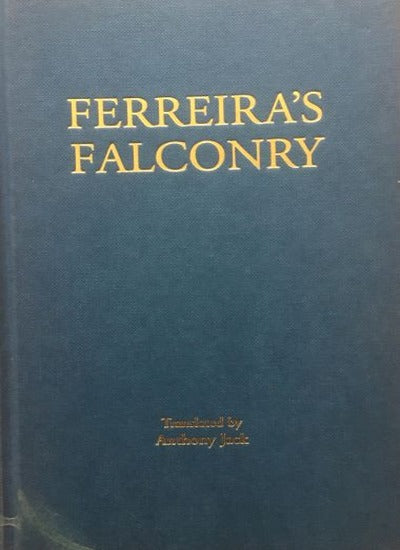 FERREIRA'S
FALCONRY
Translated by
Anthony Jack